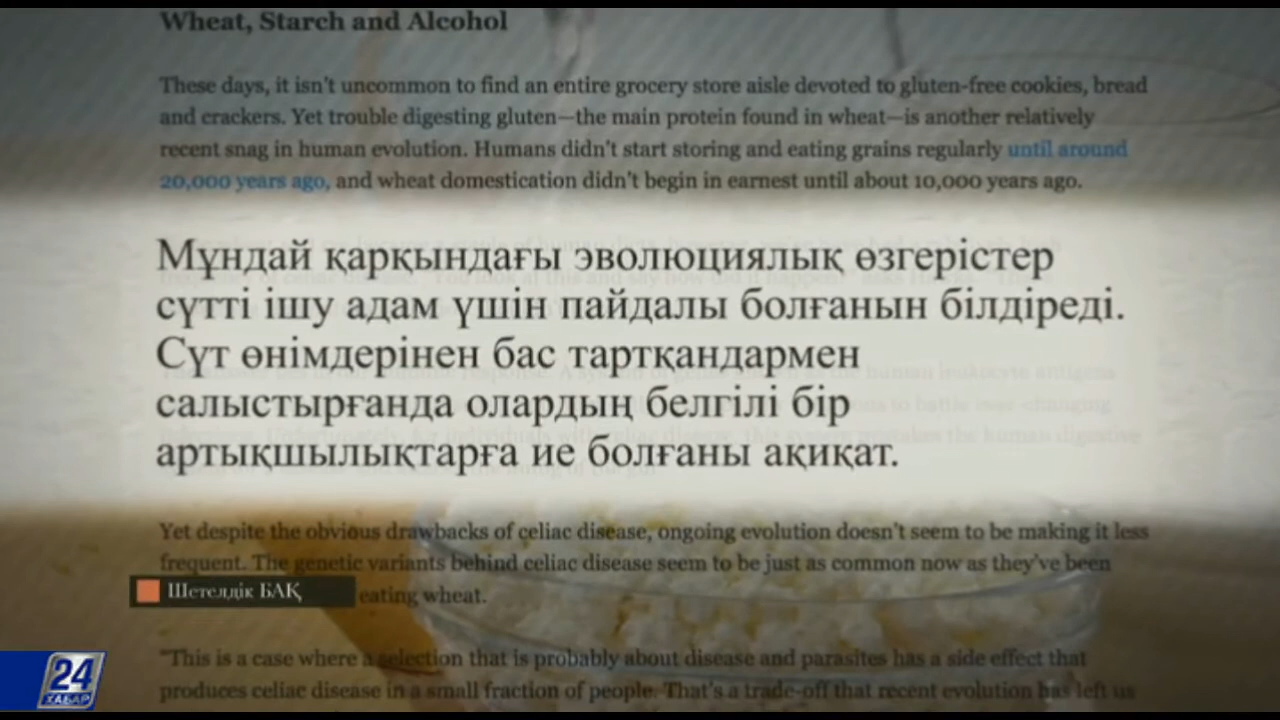 Wheat, Starch and Alcohol
These days, it isn't uncommon to find an entire grocery store aisle devoted to gluten-free cookies, bread
and crackers. Yet trouble digesting gluten—the main protein found in wheat—is another relatively
recent snag in human evolution. Humans didn't start storing and eating grains regularly until around
20,000 years ago, and wheat domestication didn't begin in earnest until about 10,000 years ago.
Мұндай қарқындағы эволюциялық өзгерістер
сүтті ішу адам үшін пайдалы болғанын білдіреді.
Сүт өнімдерінен бас тартқандармен
салыстырғанда олардың белгілі бір
артықшылықтарға ие болғаны ақиқат.
Yet despite the obvious drawbacks of celiac disease, ongoing evolution doesn't seem to be making it less
frequent. The genetic variants behind celiac disease seem to be just as common now as they've been
eating wheat.
Шетелдік БАҚ
"This is a case where a selection that is probably about disease and parasites has a side effect that
produces celiac disease in a small fraction of people. That's a trade-off that recent evolution has left us
24
ХАБАР